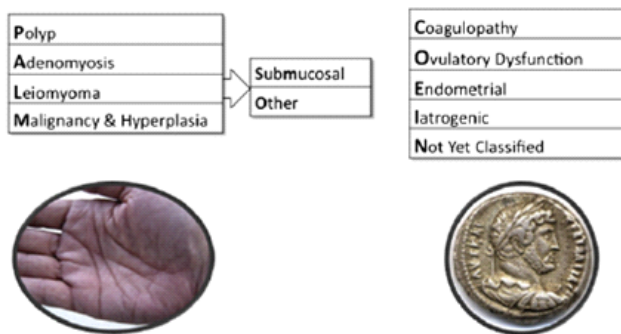 Polyp
Adenomyosis
Leiomyoma
Malignancy & Hyperplasia
Submucosal
Other
Coagulopathy
Ovulatory Dysfunction
Endometrial
Iatrogenic
Not Yet Classified